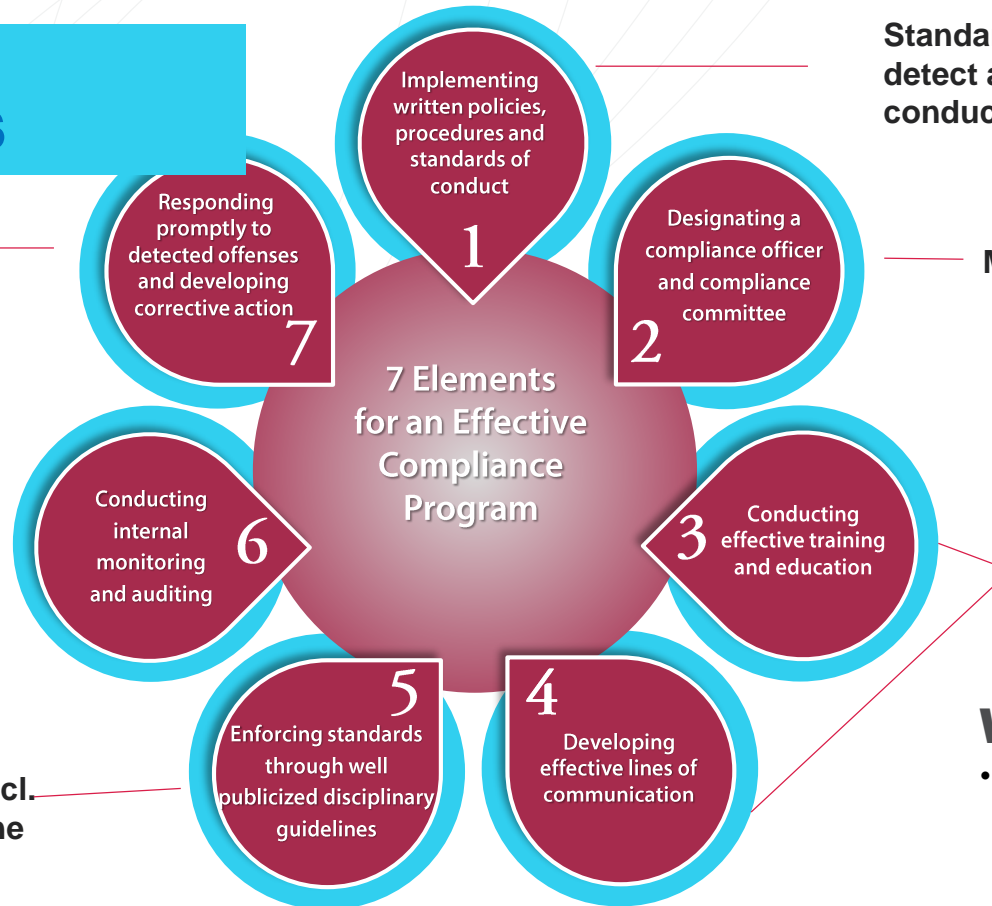 S
Standa
detect a
conduc
Implementing
written policies,
procedures and
standards of
conduct
1
Designating a
compliance officer
and compliance
committee
2
M
3
Conducting
effective training
and education
4
Developing
effective lines of
communication
5
Enforcing standards
through well
publicized disciplinary
guidelines
cl.
ne
Conducting
internal
monitoring
and auditing
6
Responding
promptly to
detected offenses
and developing
corrective action
7
7 Elements
for an Effective
Compliance
Program